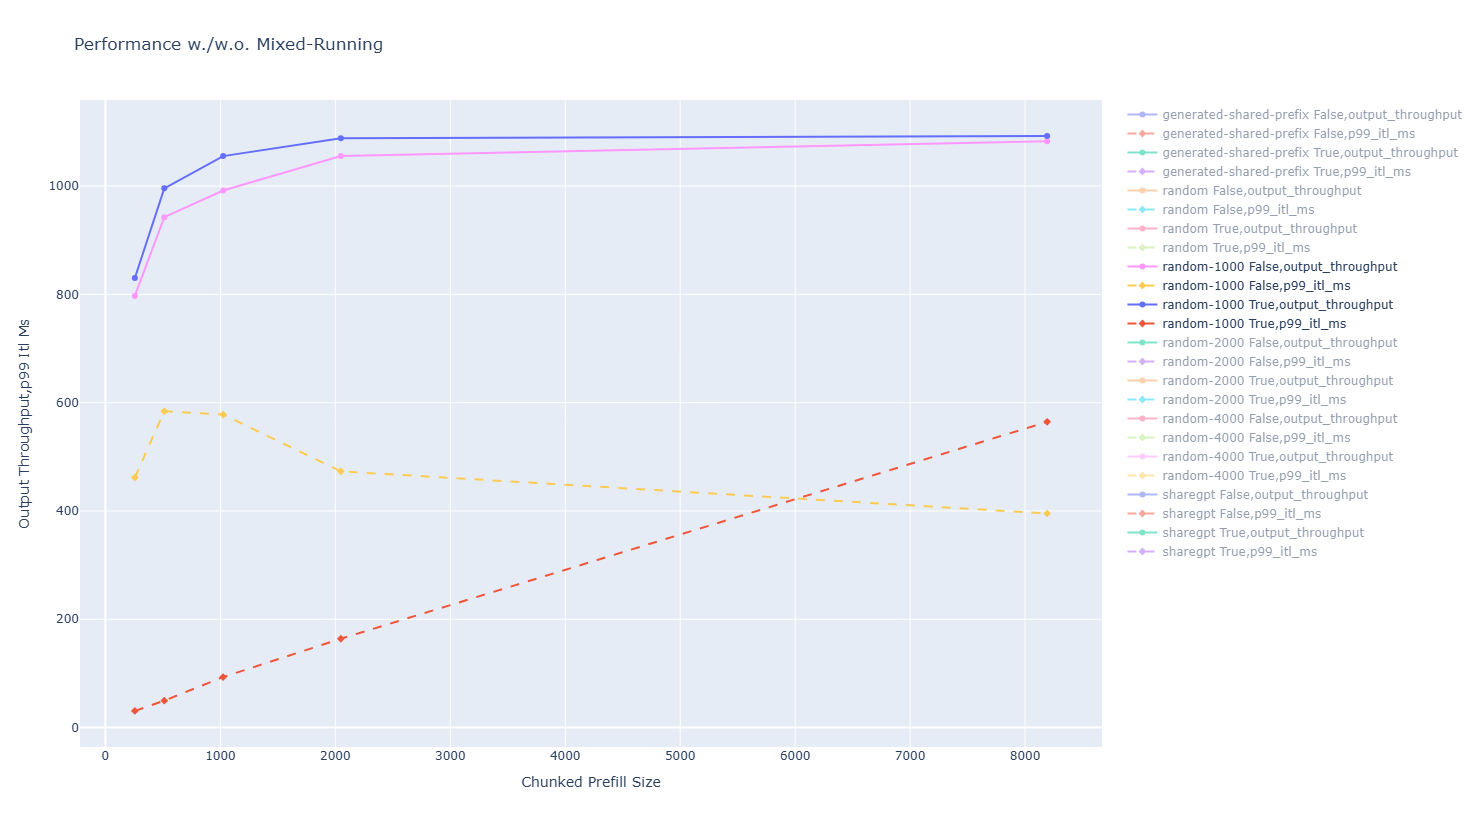 Performance w./w.o. Mixed-Running
Output Throughput,p99 Itl Ms
1000
800
600
400
200
0
0 1000 2000 3000 4000 5000 6000 7000 8000
Chunked Prefill Size
generated-shared-prefix False,output_throughput
generated-shared-prefix False,p99_itl_ms
generated-shared-prefix True,output_throughput
generated-shared-prefix True,p99_itl_ms
random False,output_throughput
random False,p99_itl_ms
random True,output_throughput
random True,p99_itl_ms
random-1000 False,output_throughput
random-1000 False,p99_itl_ms
random-1000 True,output_throughput
random-1000 True,p99_itl_ms
random-2000 False,output_throughput
random-2000 False,p99_itl_ms
random-2000 True,output_throughput
random-2000 True,p99_itl_ms
random-4000 False,output_throughput
random-4000 False,p99_itl_ms
random-4000 True,output_throughput
random-4000 True,p99_itl_ms
sharegpt False,output_throughput
sharegpt False,p99_itl_ms
sharegpt True,output_throughput
sharegpt True,p99_itl_ms